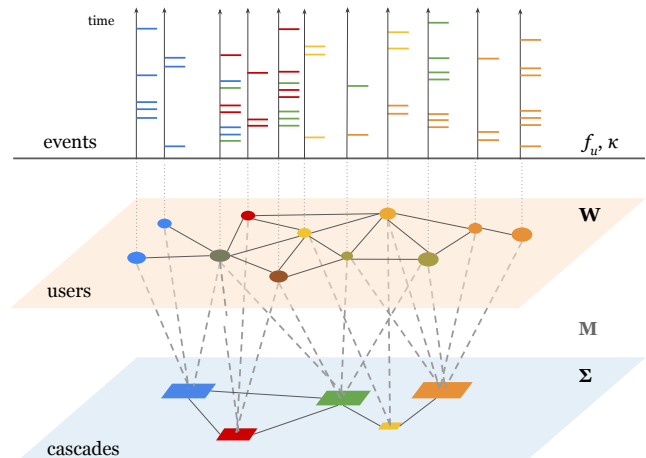 time
events
f_u, κ
W
users
M
Σ
cascades